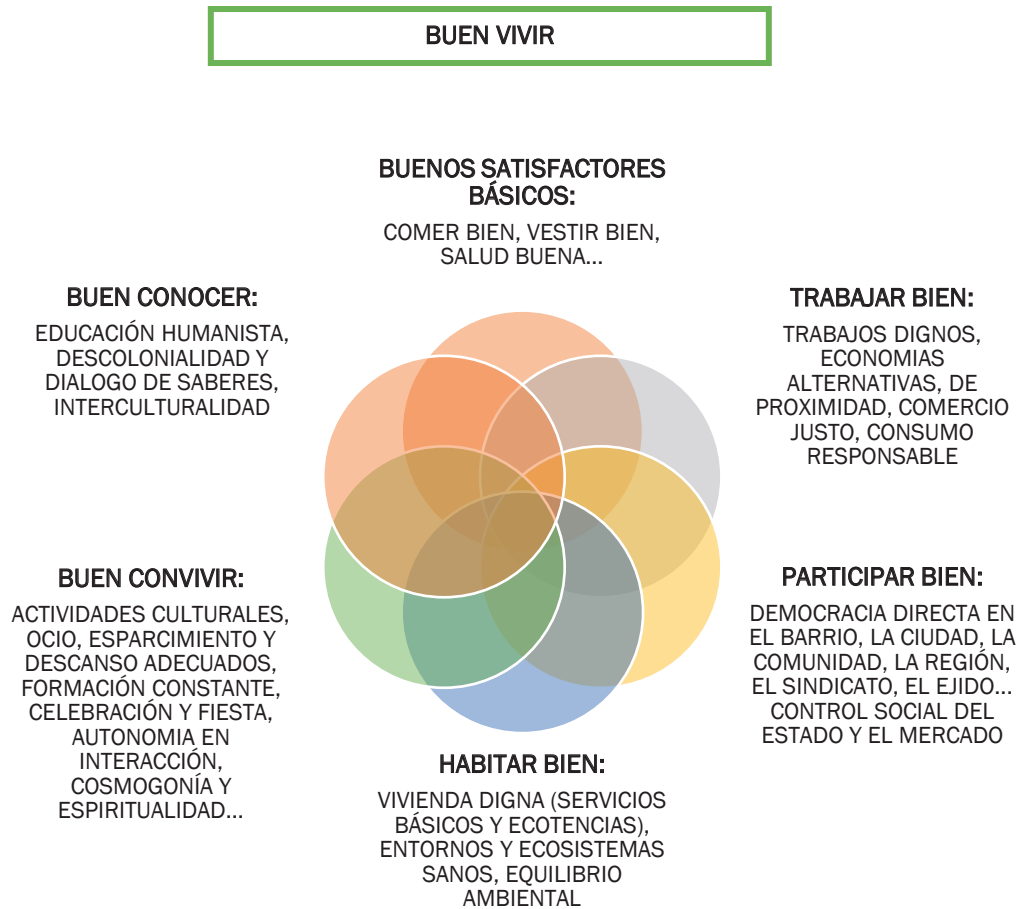 BUEN VIVIR
BUENOS SATISFACTORES
BÁSICOS:
COMER BIEN, VESTIR BIEN,
SALUD BUENA...
BUEN CONOCER:
EDUCACIÓN HUMANISTA,
DESCOLONIALIDAD Y
DIALOGO DE SABERES,
INTERCULTURALIDAD
TRABAJAR BIEN:
TRABAJOS DIGNOS,
ECONOMIAS
ALTERNATIVAS, DE
PROXIMIDAD, COMERCIO
JUSTO, CONSUMO
RESPONSABLE
BUEN CONVIVIR:
ACTIVIDADES CULTURALES,
OCIO, ESPARCIMIENTO Y
DESCANSO ADECUADOS,
FORMACIÓN CONSTANTE,
CELEBRACIÓN Y FIESTA,
AUTONOMIA EN
INTERACCIÓN,
COSMOGONÍA Y
ESPIRITUALIDAD...
PARTICIPAR BIEN:
DEMOCRACIA DIRECTA EN
EL BARRIO, LA CIUDAD, LA
COMUNIDAD, LA REGIÓN,
EL SINDICATO, EL EJIDO...
CONTROL SOCIAL DEL
ESTADO Y EL MERCADO
HABITAR BIEN:
VIVIENDA DIGNA (SERVICIOS
BÁSICOS Y ECOTENCIAS),
ENTORNOS Y ECOSISTEMAS
SANOS, EQUILIBRIO
AMBIENTAL